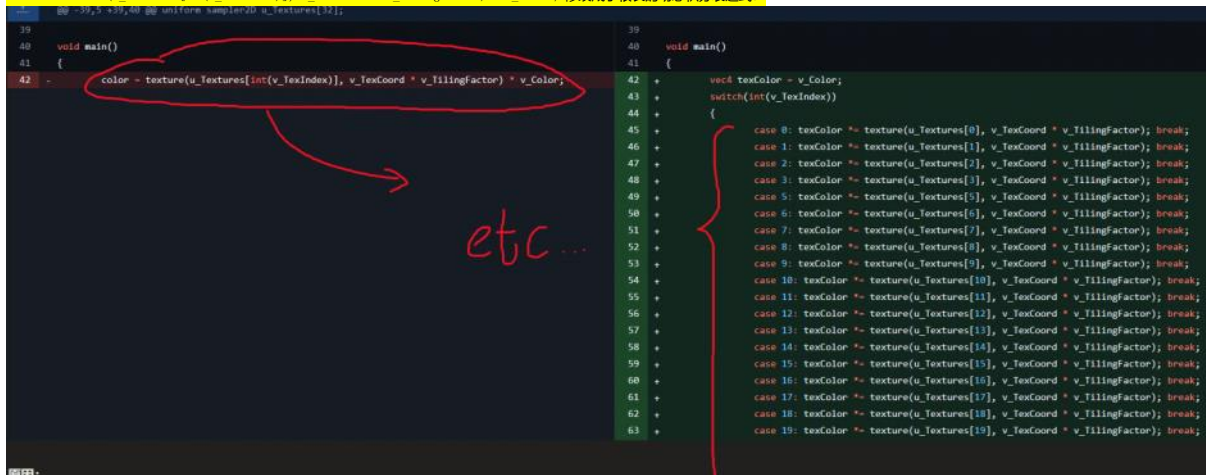 @@ -39,5 +39,40 @@ uniform sampler2D u_Textures[32];
39
40 void main()
41 {
42 - color = texture(u_Textures[int(v_TexIndex)], v_TexCoord * v_TilingFactor) * v_Color;
etc...
39
40 void main()
41 {
42 + vec4 texColor = v_Color;
43 + switch(int(v_TexIndex))
44 + {
45 + case 0: texColor *= texture(u_Textures[0], v_TexCoord * v_TilingFactor); break;
46 + case 1: texColor *= texture(u_Textures[1], v_TexCoord * v_TilingFactor); break;
47 + case 2: texColor *= texture(u_Textures[2], v_TexCoord * v_TilingFactor); break;
48 + case 3: texColor *= texture(u_Textures[3], v_TexCoord * v_TilingFactor); break;
49 + case 5: texColor *= texture(u_Textures[5], v_TexCoord * v_TilingFactor); break;
50 + case 6: texColor *= texture(u_Textures[6], v_TexCoord * v_TilingFactor); break;
51 + case 7: texColor *= texture(u_Textures[7], v_TexCoord * v_TilingFactor); break;
52 + case 8: texColor *= texture(u_Textures[8], v_TexCoord * v_TilingFactor); break;
53 + case 9: texColor *= texture(u_Textures[9], v_TexCoord * v_TilingFactor); break;
54 + case 10: texColor *= texture(u_Textures[10], v_TexCoord * v_TilingFactor); break;
55 + case 11: texColor *= texture(u_Textures[11], v_TexCoord * v_TilingFactor); break;
56 + case 12: texColor *= texture(u_Textures[12], v_TexCoord * v_TilingFactor); break;
57 + case 13: texColor *= texture(u_Textures[13], v_TexCoord * v_TilingFactor); break;
58 + case 14: texColor *= texture(u_Textures[14], v_TexCoord * v_TilingFactor); break;
59 + case 15: texColor *= texture(u_Textures[15], v_TexCoord * v_TilingFactor); break;
60 + case 16: texColor *= texture(u_Textures[16], v_TexCoord * v_TilingFactor); break;
61 + case 17: texColor *= texture(u_Textures[17], v_TexCoord * v_TilingFactor); break;
62 + case 18: texColor *= texture(u_Textures[18], v_TexCoord * v_TilingFactor); break;
63 + case 19: texColor *= texture(u_Textures[19], v_TexCoord * v_TilingFactor); break;